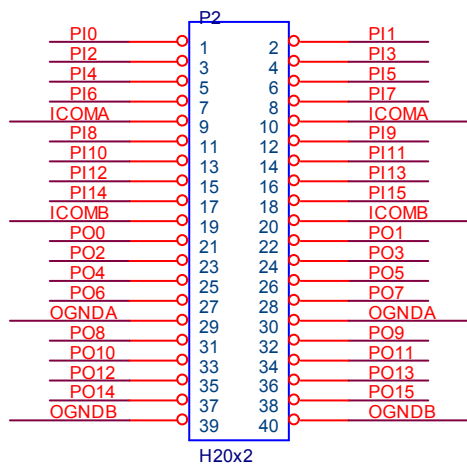 P2
PI0 1 2 PI1
PI2 3 4 PI3
PI4 5 6 PI5
PI6 7 8 PI7
ICOMA 9 10 ICOMA
PI8 11 12 PI9
PI10 13 14 PI11
PI12 15 16 PI13
PI14 17 18 PI15
ICOMB 19 20 ICOMB
PO0 21 22 PO1
PO2 23 24 PO3
PO4 25 26 PO5
PO6 27 28 PO7
OGNDA 29 30 OGNDA
PO8 31 32 PO9
PO10 33 34 PO11
PO12 35 36 PO13
PO14 37 38 PO15
OGNDB 39 40 OGNDB
H20x2